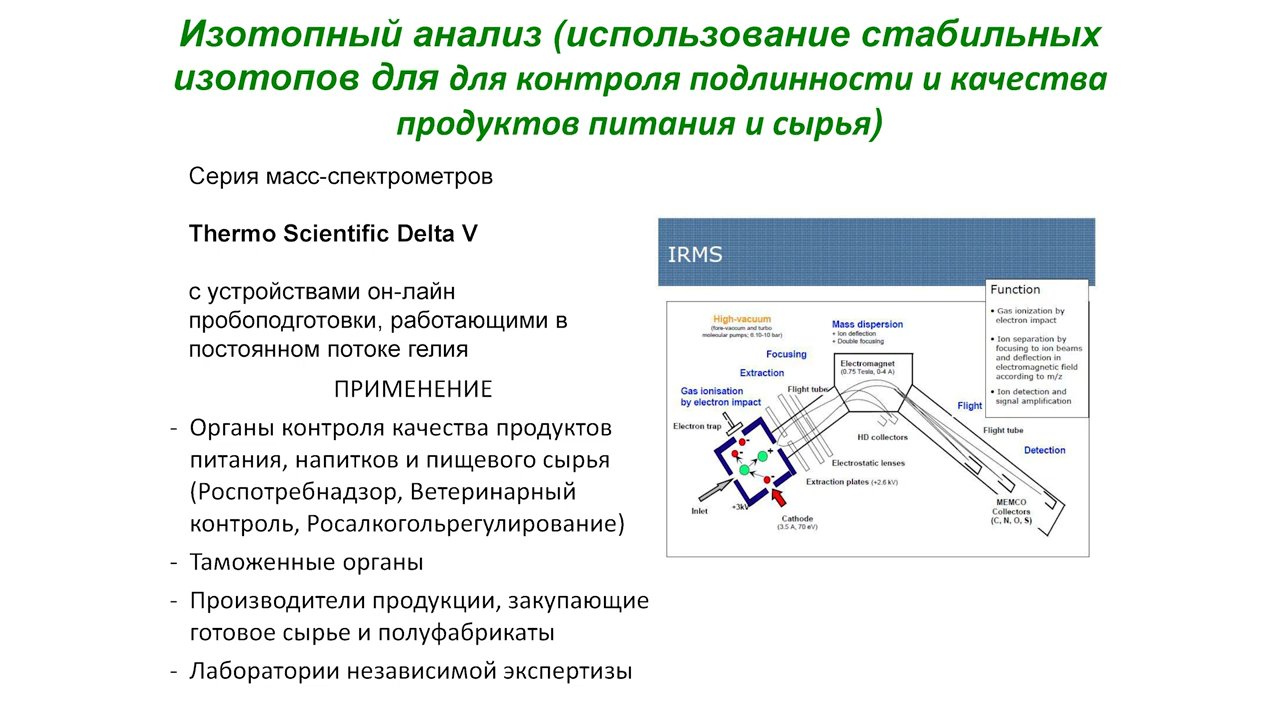 Изотопный анализ (использование стабильных
изотопов для для контроля подлинности и качества
продуктов питания и сырья)
Серия масс-спектрометров
Thermo Scientific Delta V
с устройствами он-лайн
пробоподготовки, работающими в
постоянном потоке гелия
ПРИМЕНЕНИЕ
- Органы контроля качества продуктов
питания, напитков и пищевого сырья
(Роспотребнадзор, Ветеринарный
контроль, Росалкогольрегулирование)
- Таможенные органы
- Производители продукции, закупающие
готовое сырье и полуфабрикаты
- Лаборатории независимой экспертизы
IRMS
Function
• Gas ionization by
electron impact
• Ion separation by
focusing to ion beams
and deflection in
electromagnetic field
according to m/z
• Ion detection and
signal amplification
High-vacuum
(fore-vaccum and turbo
molecular pumps; 6.10-10 bar)
Mass dispersion
+ Ion deflection
+ Double focusing
Focusing
Extraction
Electromagnet
(0.75 Tesla, 0-4 A)
Gas ionisation
by electron impact
Flight tube
Flight
Electron trap
HD collectors
Flight tube
Detection
Electrostatic lenses
Extraction plates (+2.6 kV)
Inlet
+3kV
Cathode
(3.5 A, 70 eV)
MEMCO
Collectors
(C, N, O, S)